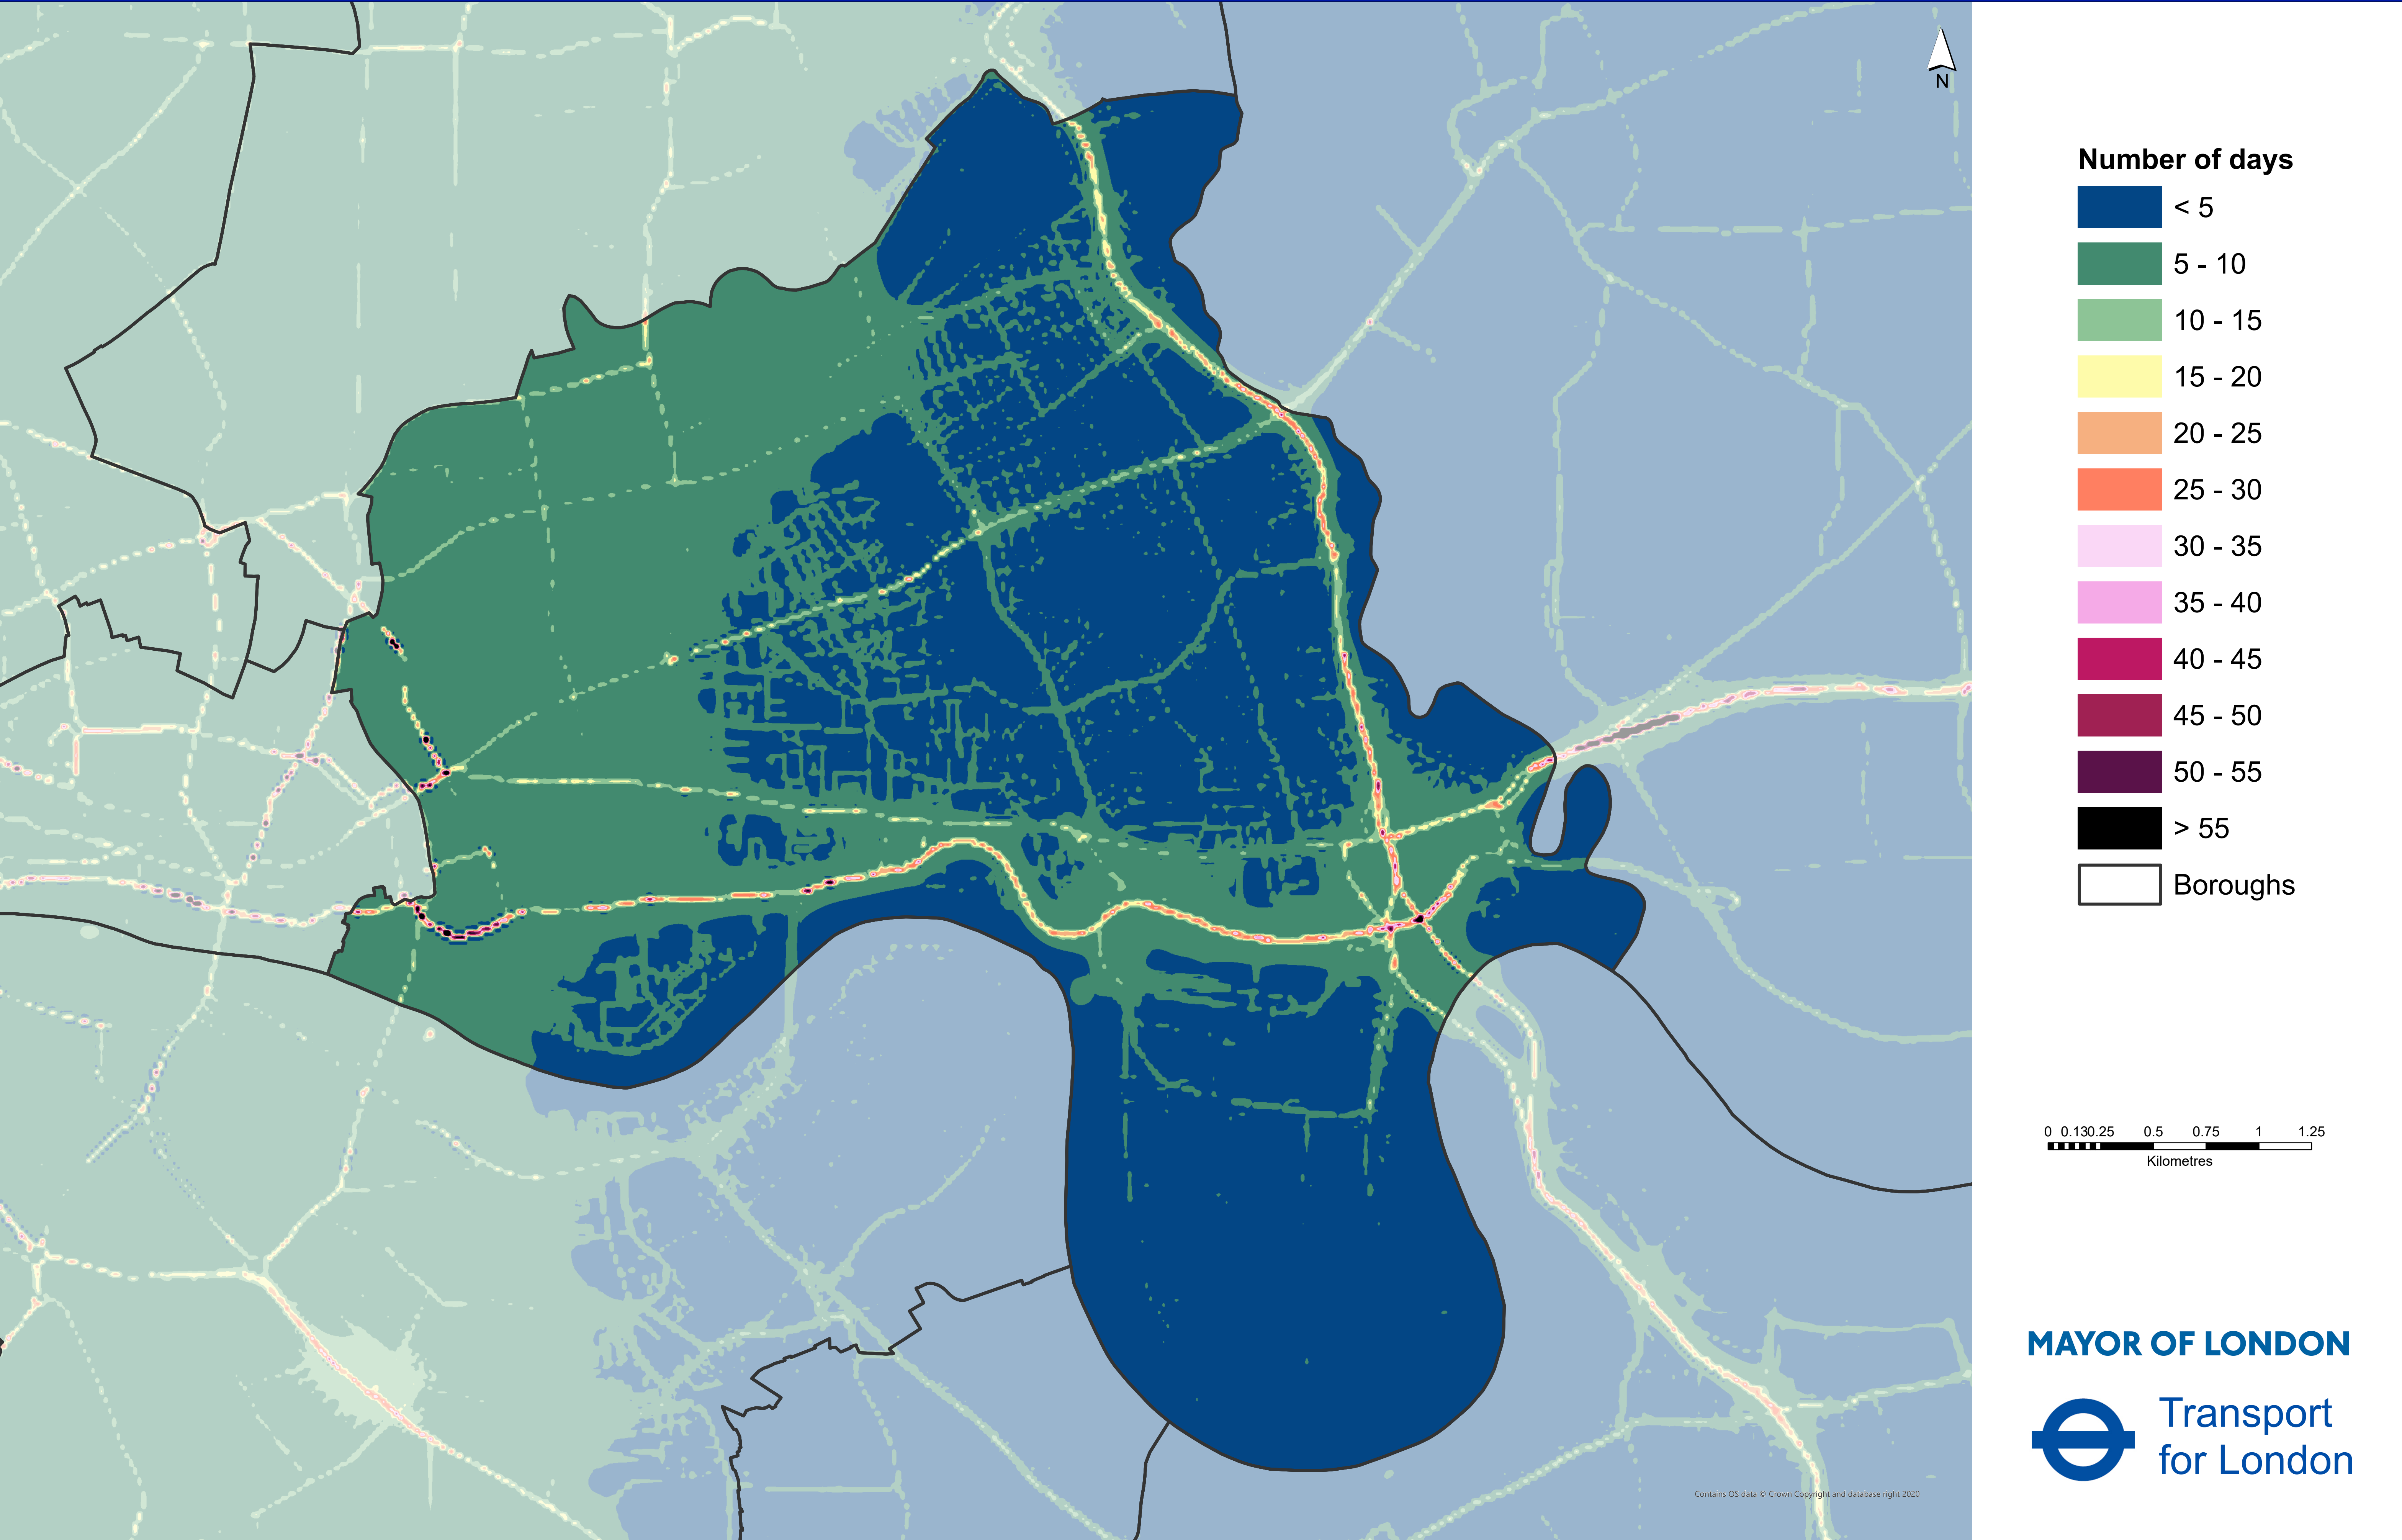 N
Number of days
< 5
5 - 10
10 - 15
15 - 20
20 - 25
25 - 30
30 - 35
35 - 40
40 - 45
45 - 50
50 - 55
> 55
Boroughs
0 0.130.25 0.5 0.75 1 1.25
Kilometres
MAYOR OF LONDON
Transport
for London
Contains OS data © Crown Copyright and database right 2020